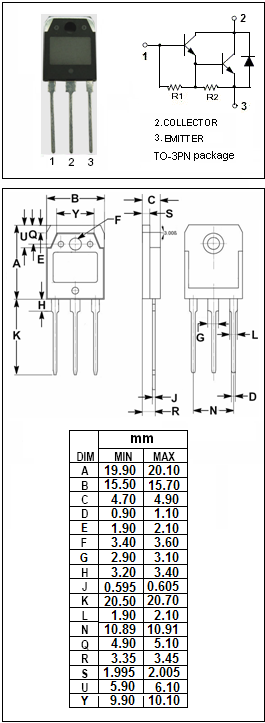 2
1
R1 R2
3
1 2 3
2.COLLECTOR
3.EMITTER
TO-3PN package
B
Y
C
S
F
U Q
E
A
3.005
H
K
G
L
J
R
N
D
mm
DIM MIN MAX
A 19.90 20.10
B 15.50 15.70
C 4.70 4.90
D 0.90 1.10
E 1.90 2.10
F 3.40 3.60
G 2.90 3.10
H 3.20 3.40
J 0.595 0.605
K 20.50 20.70
L 1.90 2.10
N 10.89 10.91
Q 4.90 5.10
R 3.35 3.45
S 1.995 2.005
U 5.90 6.10
Y 9.90 10.10